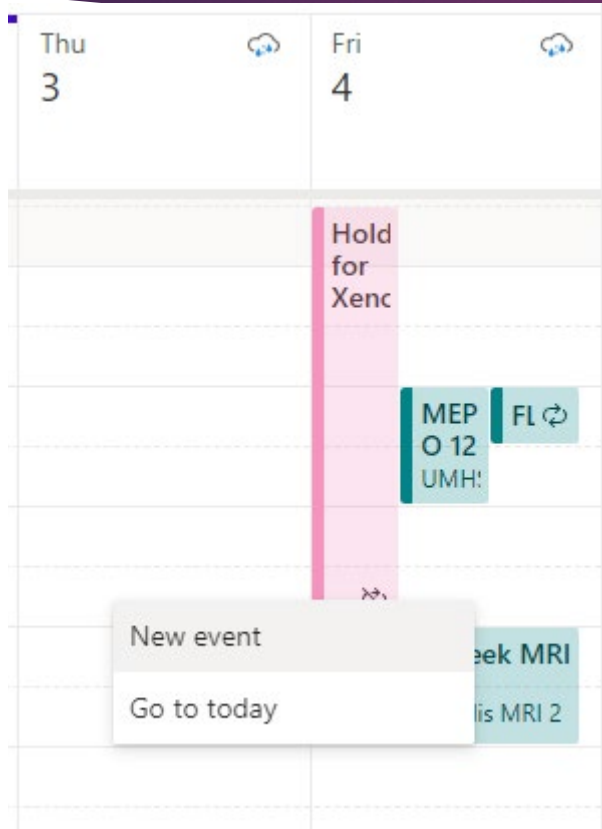 Thu
Fri
3
4
Hold
for
Xenc
MEP
O 12
UMHS
FL
New event
Go to today
eek MRI
lis MRI 2